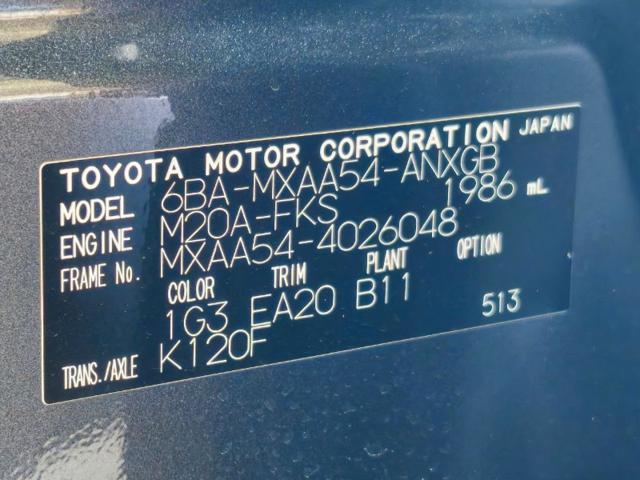 TOYOTA MOTOR CORPORATION JAPAN
MODEL 6BA-MXAA54-ANXGB
ENGINE M20A-FKS 1986 mL
FRAME No. MXAA54-4026048
COLOR TRIM PLANT OPTION
1G3 EA20 B11 513
TRANS./AXLE K120F